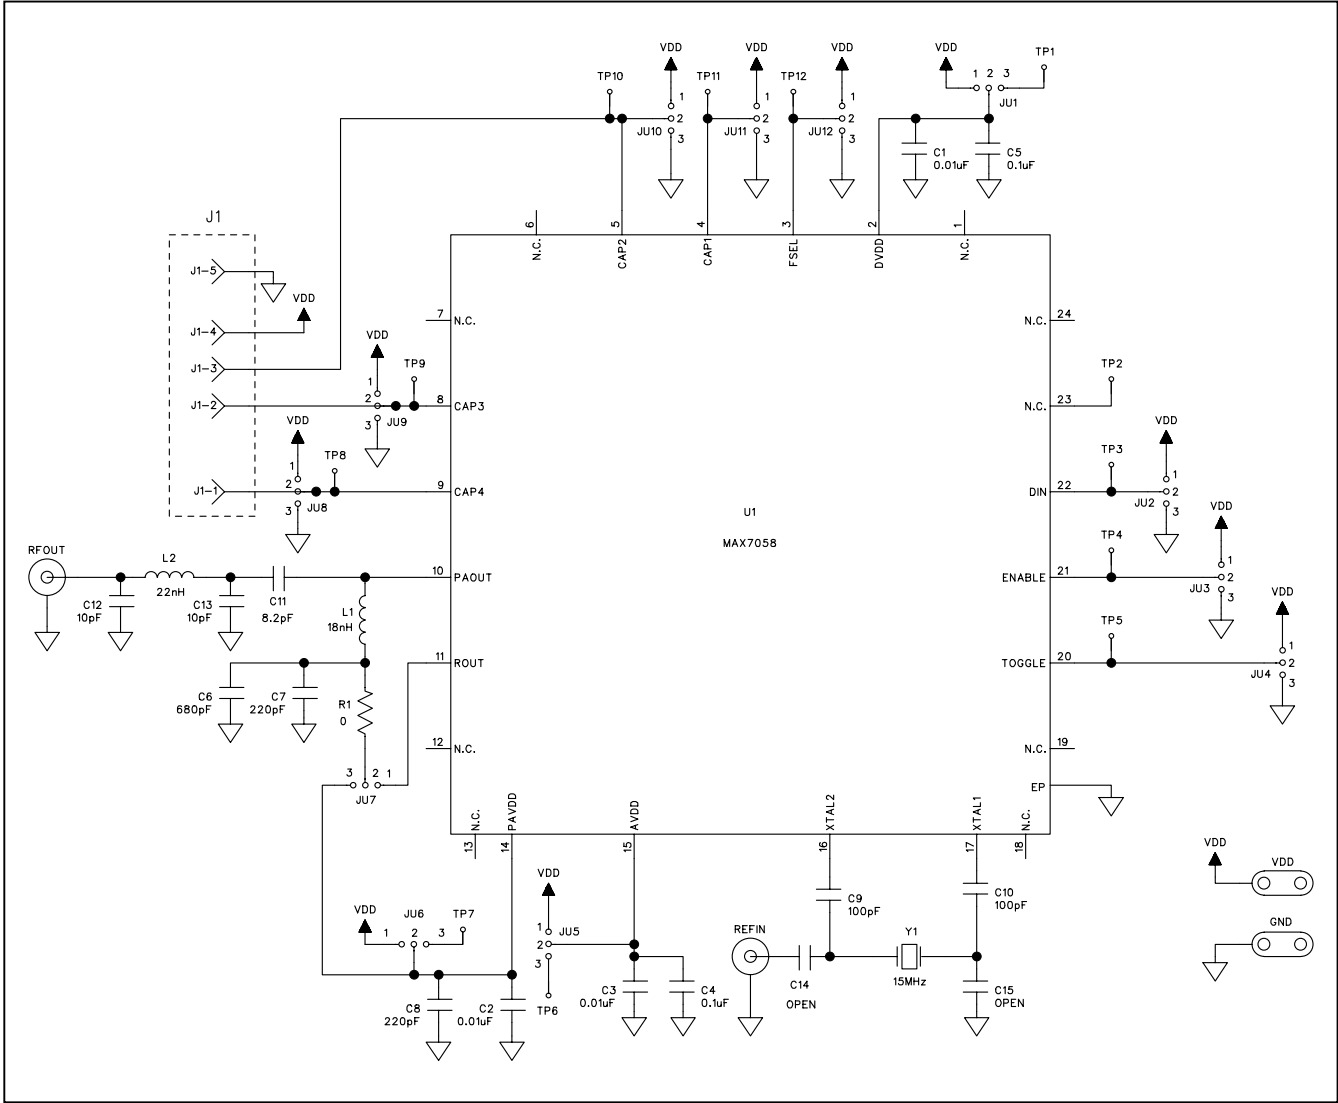 VDD VDD VDD VDD TP1
TP10 TP11 TP12
1 2 3
JU1
1
2
3
JU10
1
2
3
JU11
1
2
3
JU12
C1
0.01uF
C5
0.1uF
J1
6 5 4 3 2 1
N.C. CAP2 CAP1 FSEL DVDD N.C.
J1-5
VDD
J1-4
J1-3
J1-2
J1-1
7 N.C.
VDD
TP9
1
2
3
JU9
8 CAP3
VDD
TP8
1
2
3
JU8
9 CAP4
U1
MAX7058
N.C. 24
TP2
N.C. 23
TP3
VDD
DIN 22
1
2
3
JU2
TP4
VDD
ENABLE 21
1
2
3
JU3
TP5
VDD
TOGGLE 20
1
2
3
JU4
N.C. 19
EP
RFOUT
L2
22nH
C12
10pF
C13
10pF
C11
8.2pF
10 PAOUT
L1
18nH
11 ROUT
C6
680pF
C7
220pF
R1
0
12 N.C.
3 2 1
JU7
N.C. PAVDD AVDD XTAL2 XTAL1 N.C.
13 14 15 16 17 18
VDD
JU6
TP7
1 2 3
VDD
1
2
3
JU5
TP6
C8
220pF
C2
0.01uF
C3
0.01uF
C4
0.1uF
C9
100pF
C10
100pF
REFIN
Y1
15MHz
C14
OPEN
C15
OPEN
VDD
VDD
GND